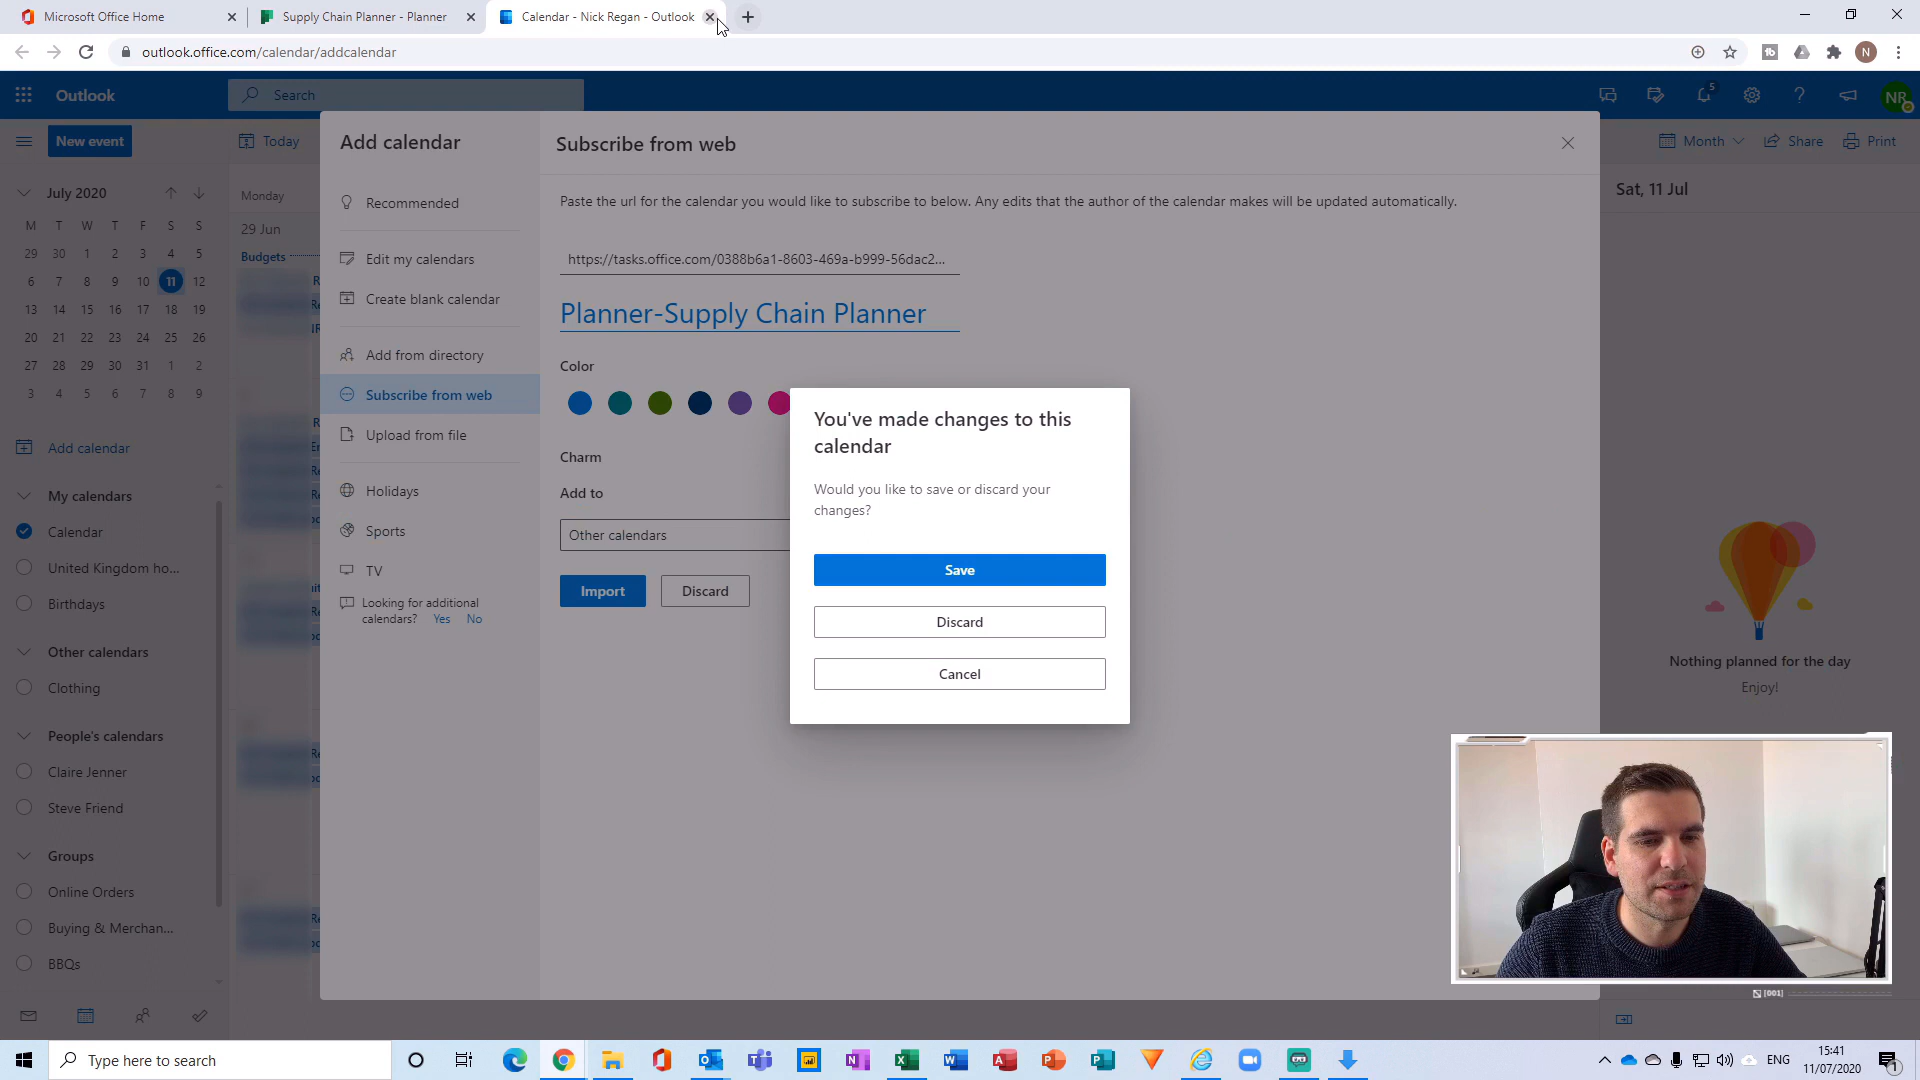 Microsoft Office Home
Supply Chain Planner - Planner
Calendar - Nick Regan - Outlook
outlook.office.com/calendar/addcalendar
N
Outlook
Search
5
NR
New event
Today
Month
Share
Print
Add calendar
Subscribe from web
July 2020
M T W T F S S
29 30 1 2 3 4 5
6 7 8 9 10 11 12
13 14 15 16 17 18 19
20 21 22 23 24 25 26
27 28 29 30 31 1 2
3 4 5 6 7 8 9
Monday
29 Jun
Budgets
Sat, 11 Jul
Recommended
Edit my calendars
Create blank calendar
Add from directory
Subscribe from web
Upload from file
Holidays
Sports
TV
Looking for additional
calendars? Yes No
Paste the url for the calendar you would like to subscribe to below. Any edits that the author of the calendar makes will be updated automatically.
https://tasks.office.com/0388b6a1-8603-469a-b999-56dac2...
Planner-Supply Chain Planner
Color
Charm
Add to
Other calendars
Import
Discard
You've made changes to this
calendar
Would you like to save or discard your
changes?
Save
Discard
Cancel
Add calendar
My calendars
Calendar
United Kingdom ho...
Birthdays
Other calendars
Clothing
People's calendars
Claire Jenner
Steve Friend
Groups
Online Orders
Buying & Merchan...
BBQs
Nothing planned for the day
Enjoy!
[001]
Type here to search
ENG
15:41
11/07/2020
1